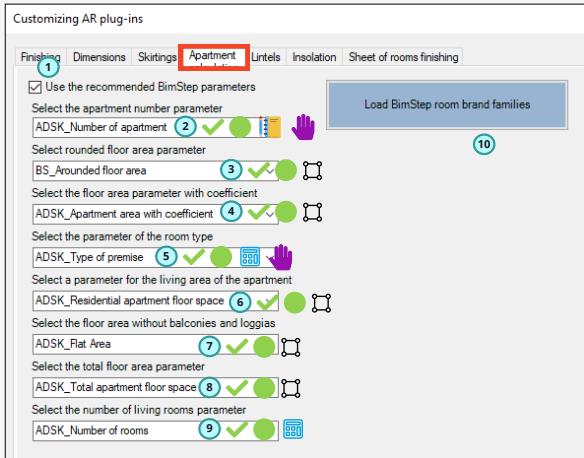 Customizing AR plug-ins
Finishing Dimensions Skirtings Apartment Lintels Insolation Sheet of rooms finishing
1
Use the recommended BimStep parameters
Load BimStep room brand families
10
Select the apartment number parameter
ADSK_Number of apartment 2
Select rounded floor area parameter
BS_Arounded floor area 3
Select the floor area parameter with coefficient
ADSK_Apartment area with coefficient 4
Select the parameter of the room type
ADSK_Type of premise 5
Select a parameter for the living area of the apartment
ADSK_Residential apartment floor space 6
Select the floor area without balconies and loggias
ADSK_Flat Area 7
Select the total floor area parameter
ADSK_Total apartment floor space 8
Select the number of living rooms parameter
ADSK_Number of rooms 9